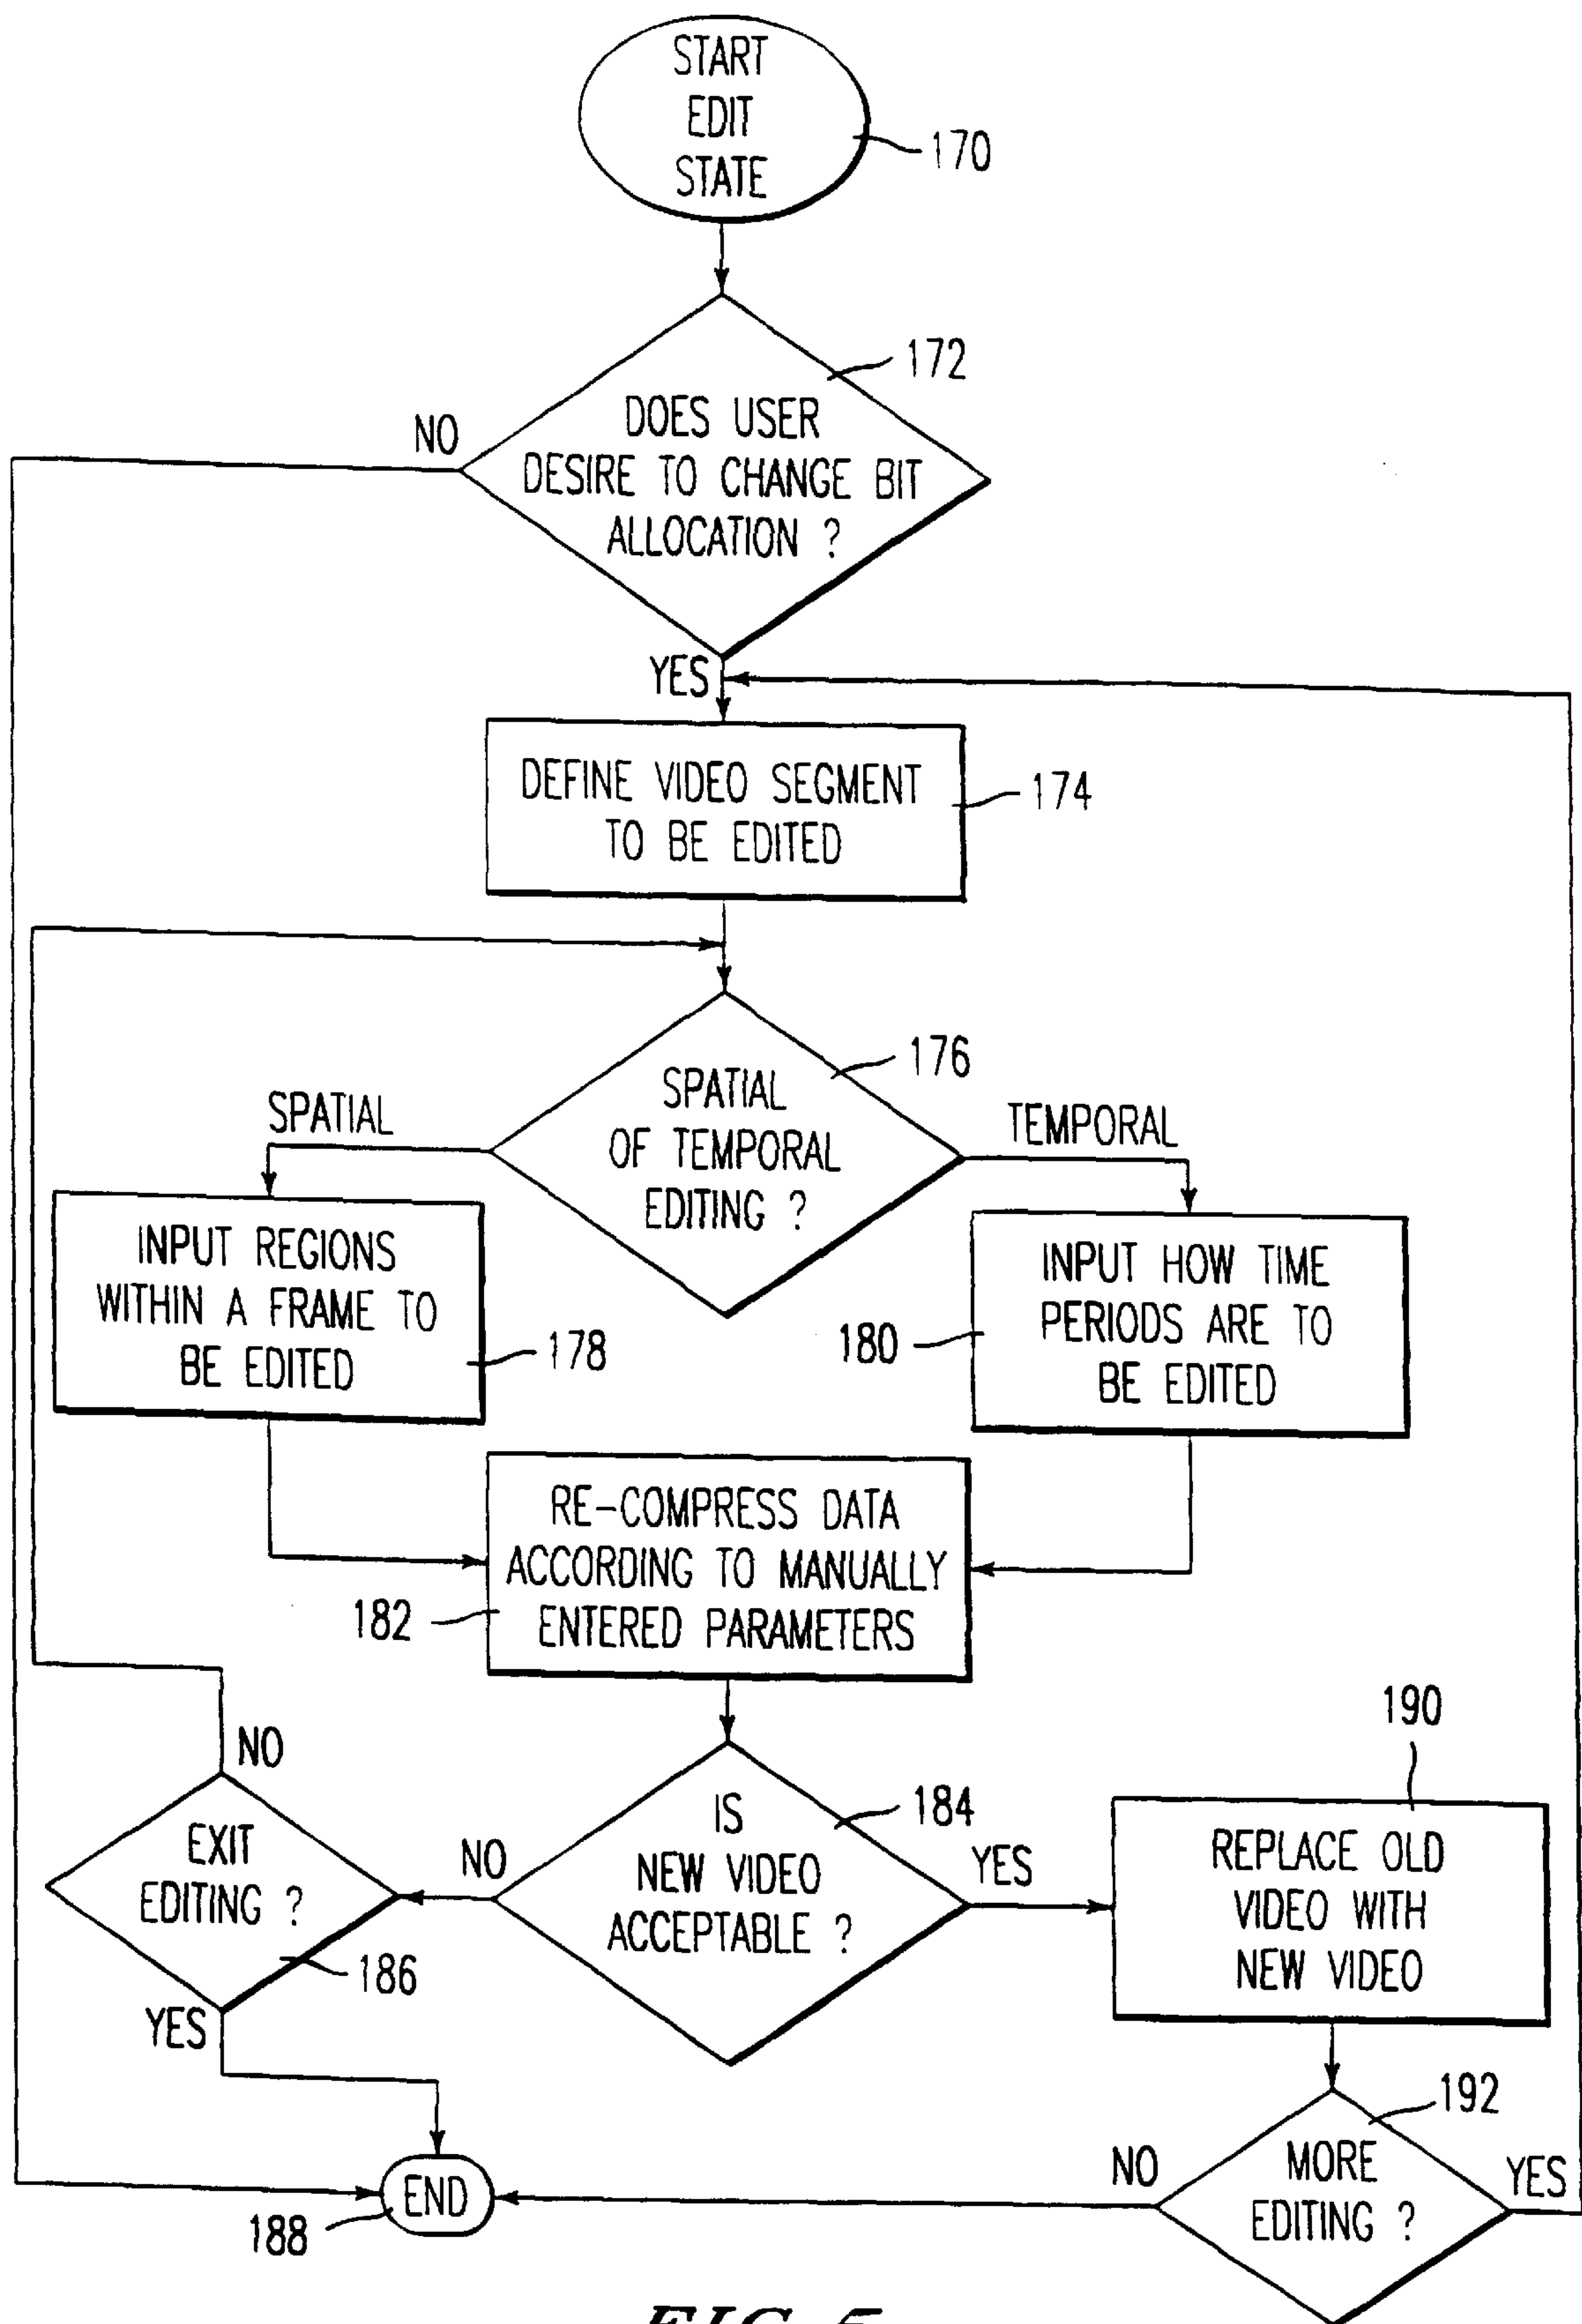 START
EDIT
STATE
170
172
DOES USER
DESIRE TO CHANGE BIT
ALLOCATION ?
NO
YES
DEFINE VIDEO SEGMENT
TO BE EDITED
174
176
SPATIAL
OF TEMPORAL
EDITING ?
SPATIAL
TEMPORAL
INPUT REGIONS
WITHIN A FRAME TO
BE EDITED
178
INPUT HOW TIME
PERIODS ARE TO
BE EDITED
180
RE-COMPRESS DATA
ACCORDING TO MANUALLY
ENTERED PARAMETERS
182
184
IS
NEW VIDEO
ACCEPTABLE ?
NO
YES
NO
EXIT
EDITING ?
186
YES
190
REPLACE OLD
VIDEO WITH
NEW VIDEO
192
MORE
EDITING ?
NO
YES
END
188
FIG. 5